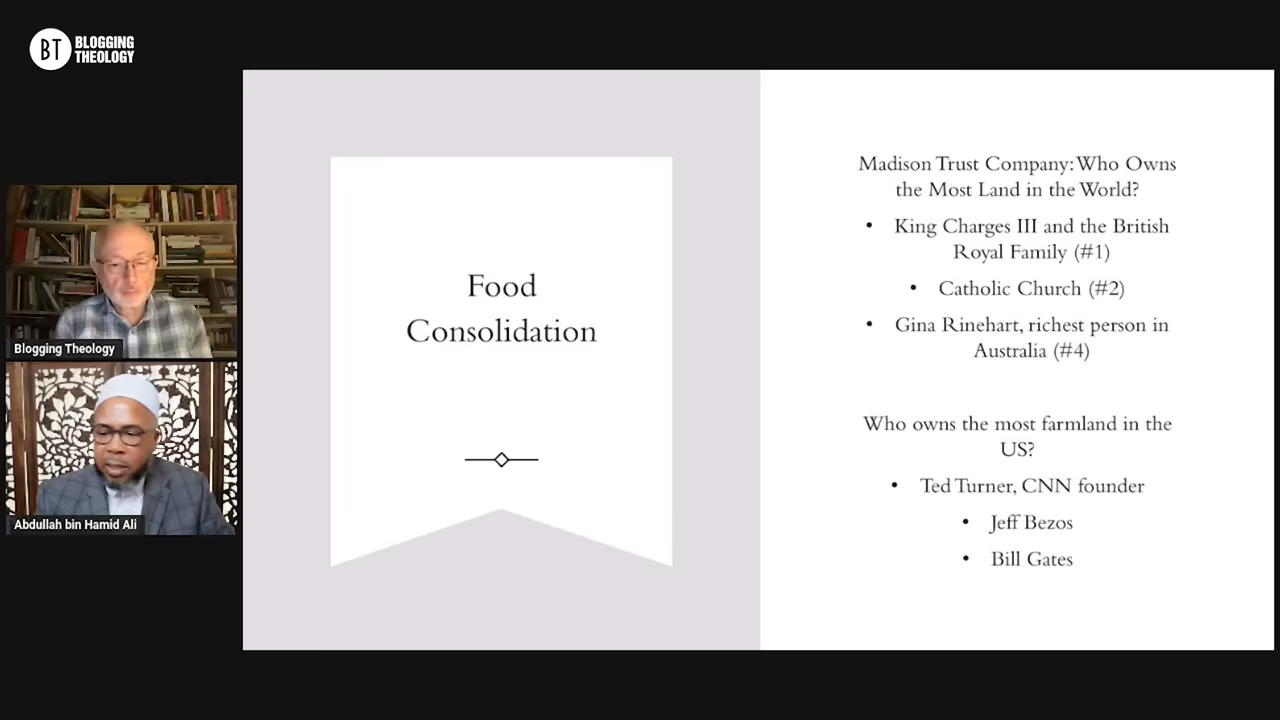 BT BLOGGING
THEOLOGY
Blogging Theology
Abdullah bin Hamid Ali
Food
Consolidation
Madison Trust Company: Who Owns
the Most Land in the World?
• King Charges III and the British
Royal Family (#1)
• Catholic Church (#2)
• Gina Rinehart, richest person in
Australia (#4)
Who owns the most farmland in the
US?
• Ted Turner, CNN founder
• Jeff Bezos
• Bill Gates